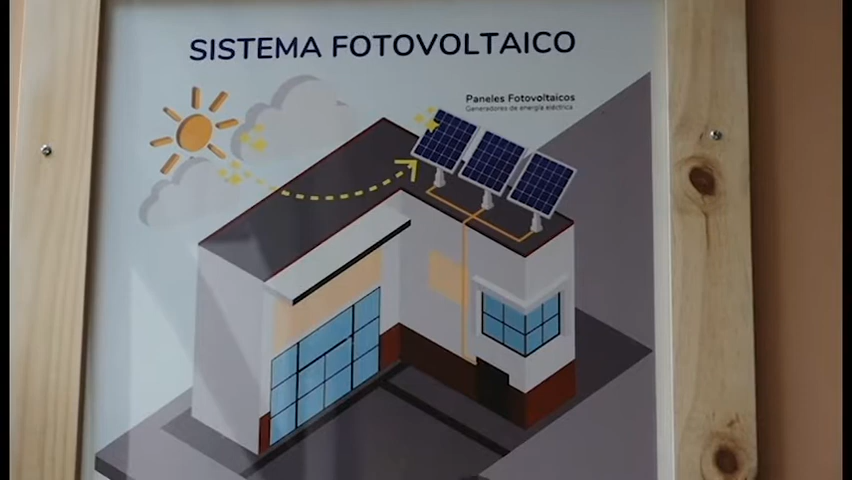 SISTEMA FOTOVOLTAICO
Paneles Fotovoltaicos
Generadores de energía eléctrica